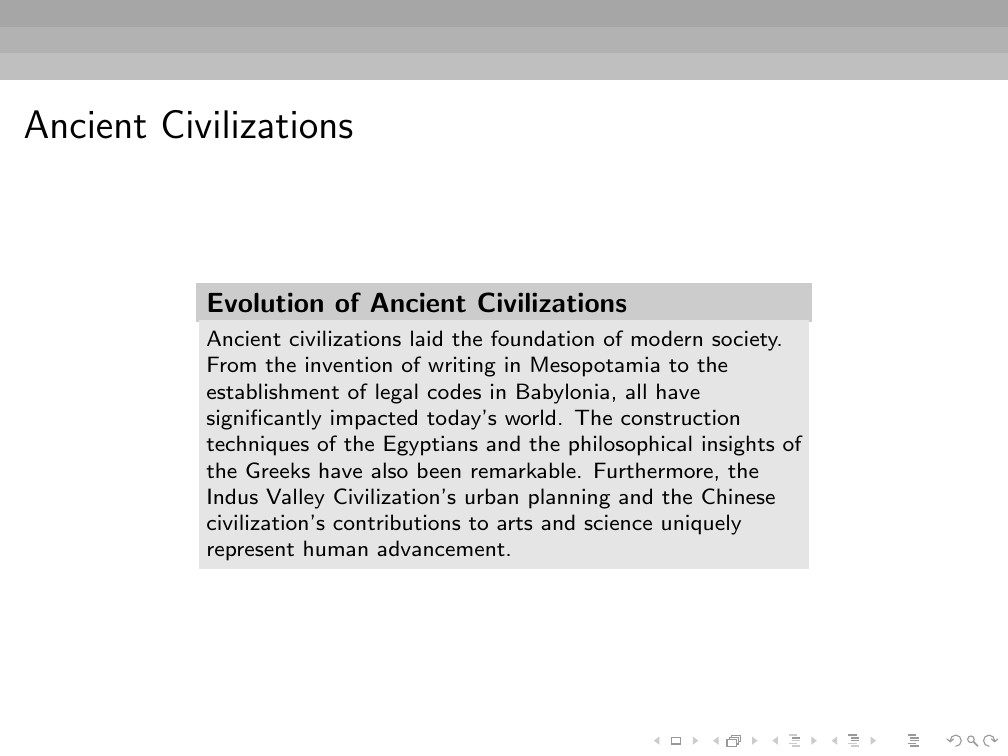 Ancient Civilizations
Evolution of Ancient Civilizations
Ancient civilizations laid the foundation of modern society.
From the invention of writing in Mesopotamia to the
establishment of legal codes in Babylonia, all have
significantly impacted today's world. The construction
techniques of the Egyptians and the philosophical insights of
the Greeks have also been remarkable. Furthermore, the
Indus Valley Civilization's urban planning and the Chinese
civilization's contributions to arts and science uniquely
represent human advancement.